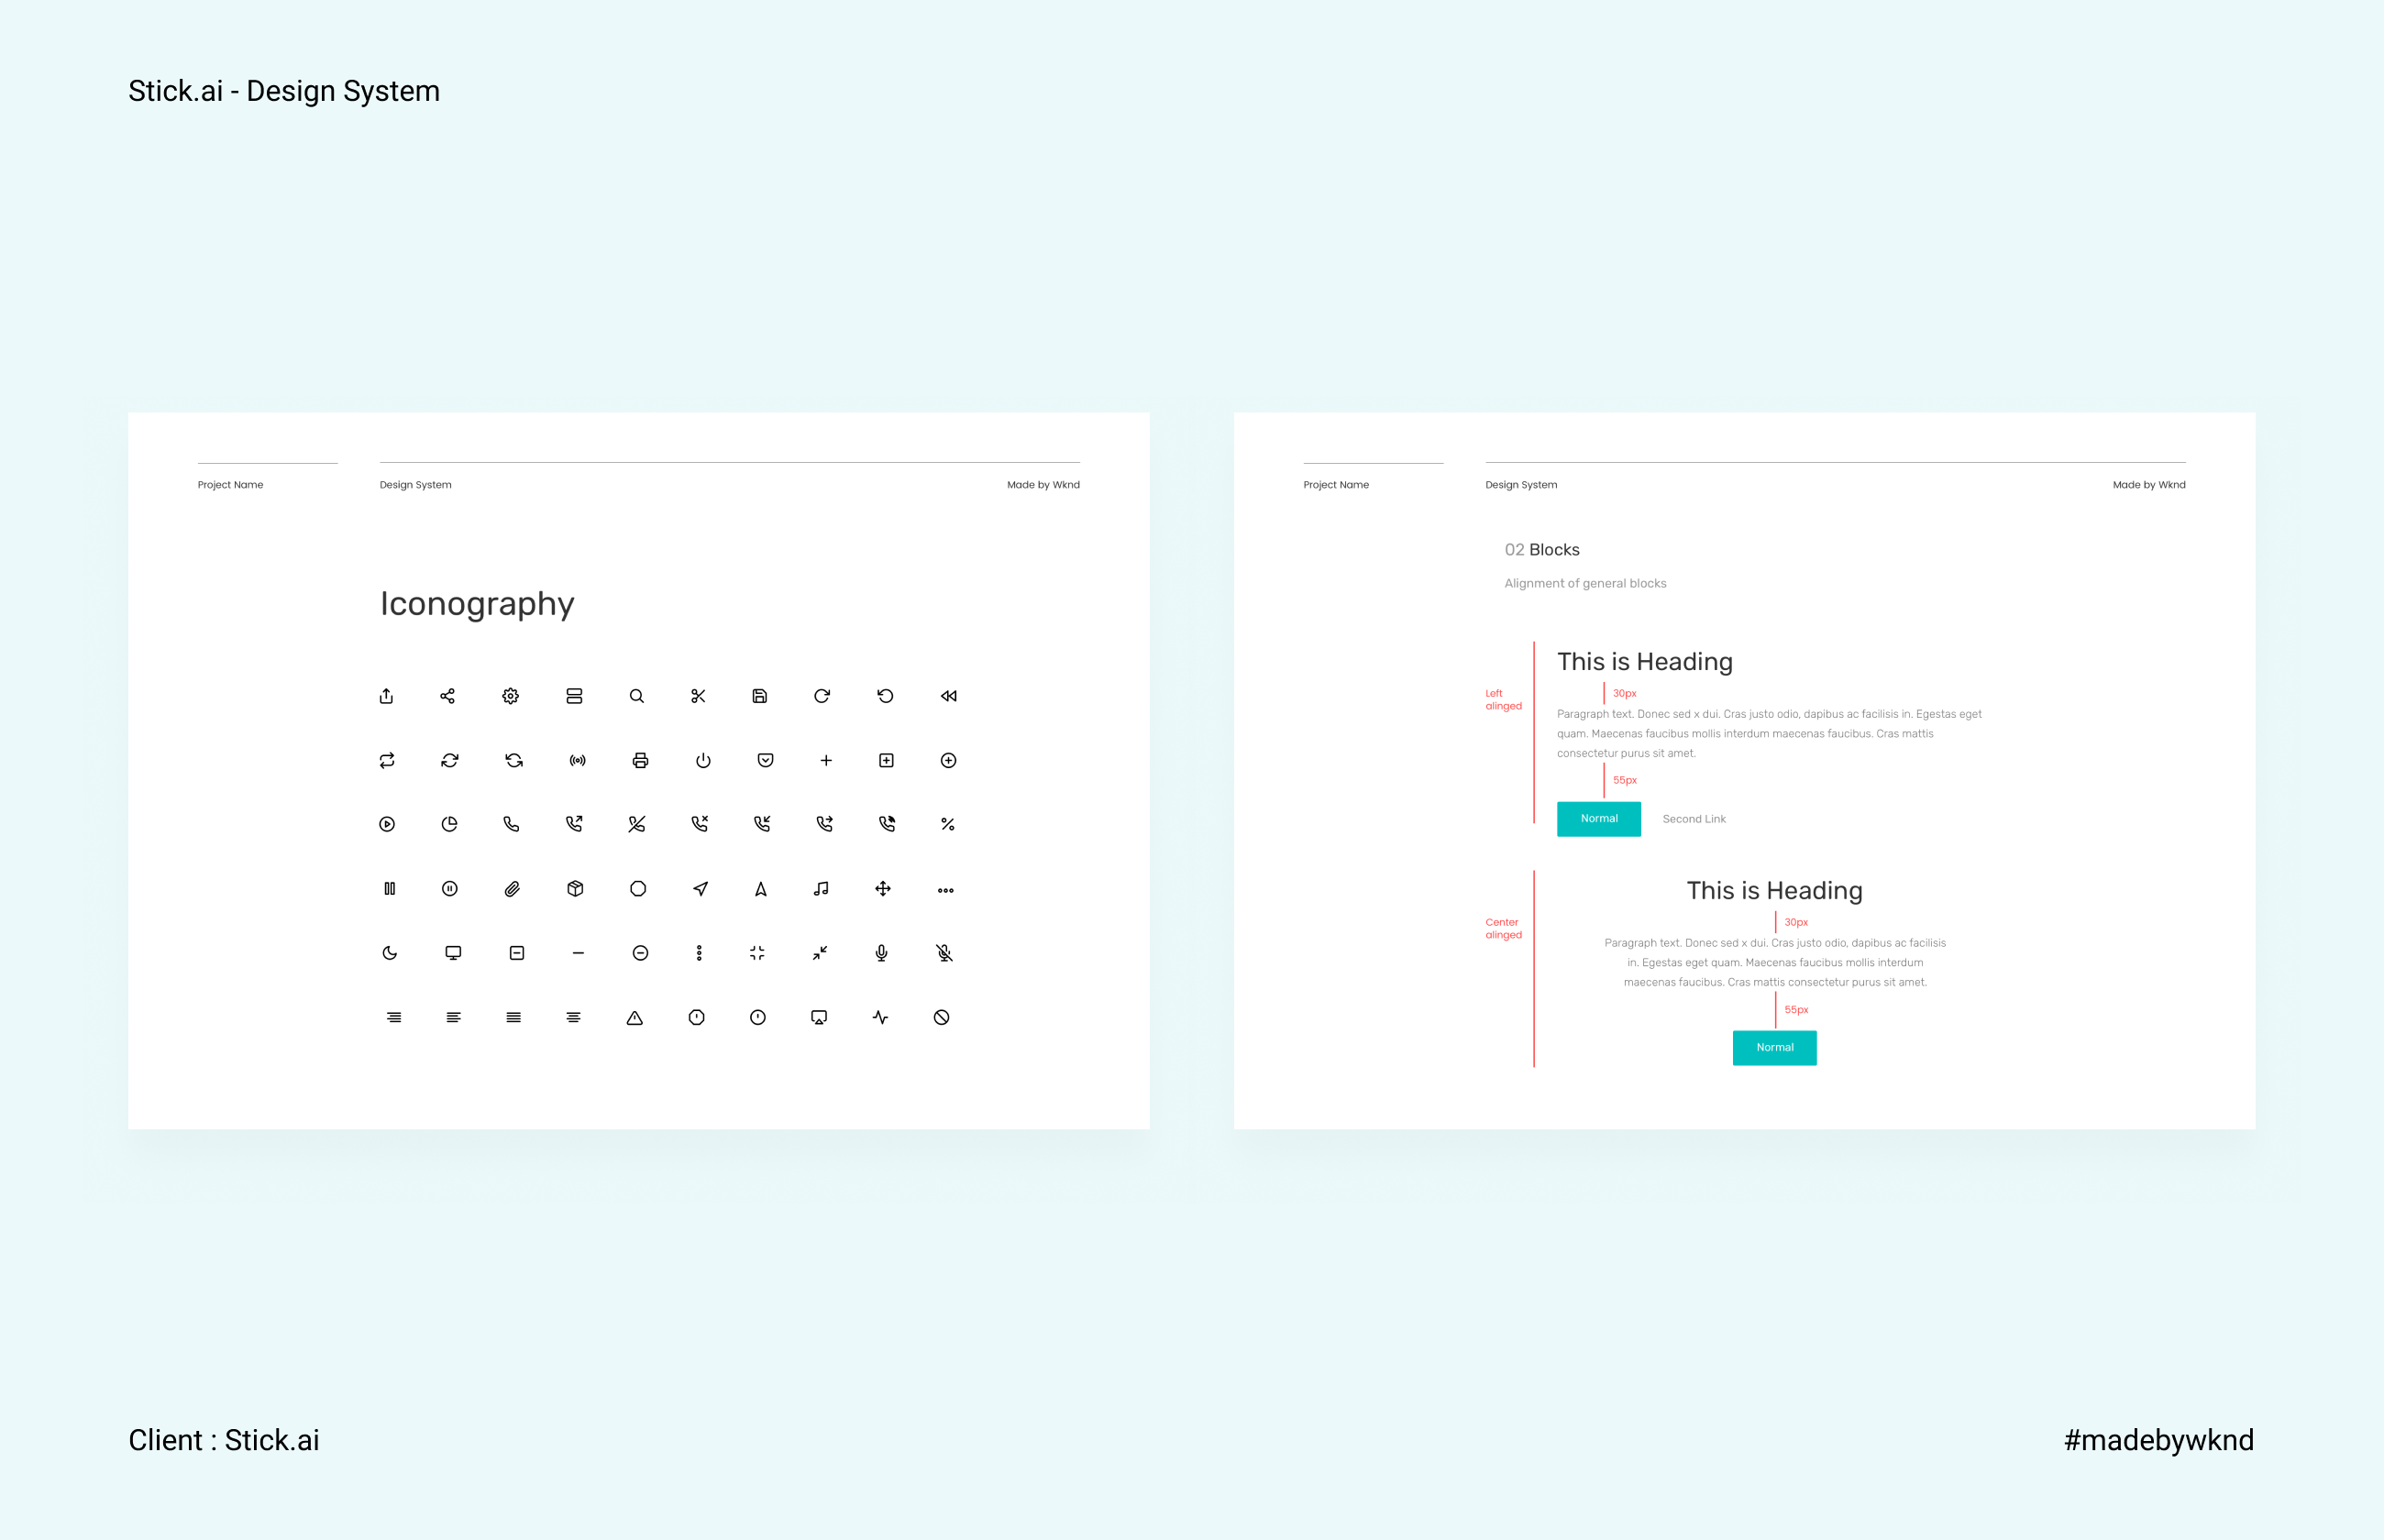 Stick.ai - Design System
Project Name
Design System
Made by Wknd
Iconography
Project Name
Design System
Made by Wknd
02 Blocks
Alignment of general blocks
Left
alinged
This is Heading
30px
Paragraph text. Donec sed x dui. Cras justo odio, dapibus ac facilisis in. Egestas eget
quam. Maecenas faucibus mollis interdum maecenas faucibus. Cras mattis
consectetur purus sit amet.
55px
Normal
Second Link
Center
alinged
This is Heading
30px
Paragraph text. Donec sed x dui. Cras justo odio, dapibus ac facilisis
in. Egestas eget quam. Maecenas faucibus mollis interdum
maecenas faucibus. Cras mattis consectetur purus sit amet.
55px
Normal
Client : Stick.ai
#madebywknd